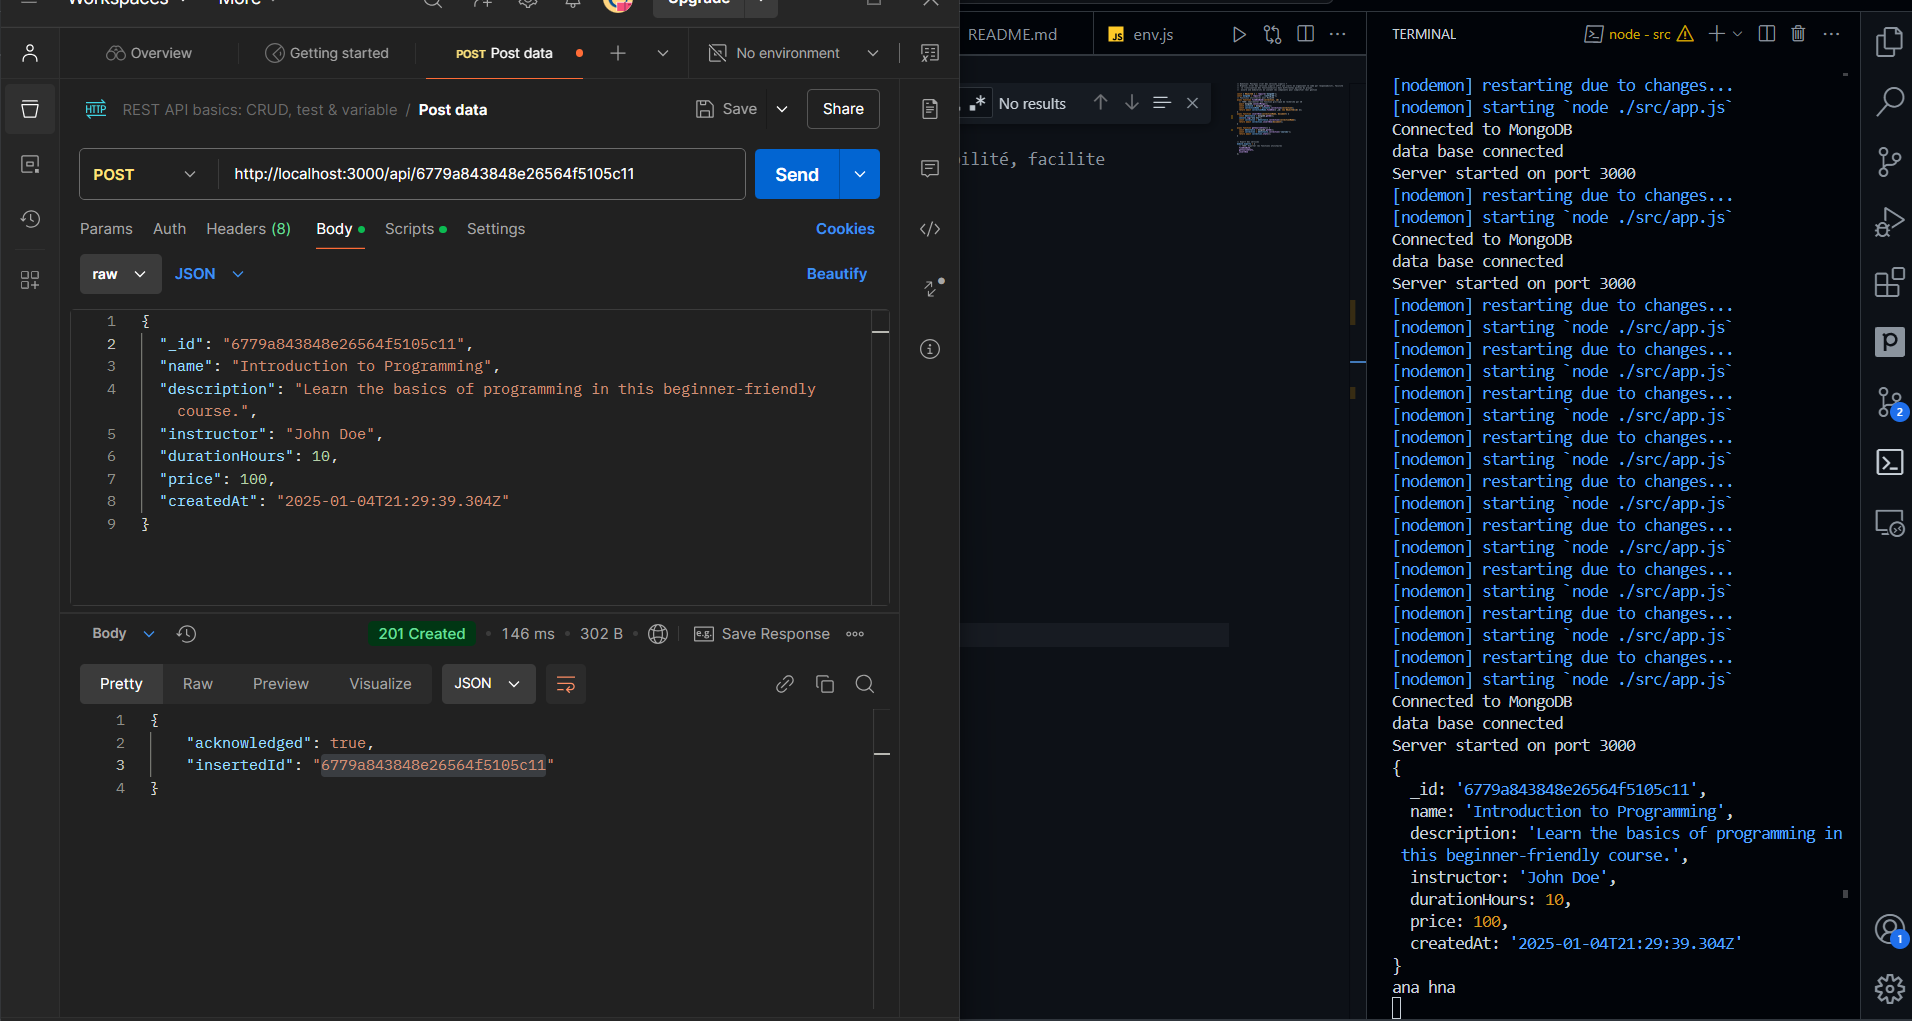 Workspaces
More
Upgrade
Overview
Getting started
POST Post data
No environment
REST API basics: CRUD, test & variable / Post data
Save
Share
POST
http://localhost:3000/api/6779a843848e26564f5105c11
Send
Params
Auth
Headers (8)
Body
Scripts
Settings
Cookies
raw
JSON
Beautify
1 {
2 "_id": "6779a843848e26564f5105c11",
3 "name": "Introduction to Programming",
4 "description": "Learn the basics of programming in this beginner-friendly
course.",
5 "instructor": "John Doe",
6 "durationHours": 10,
7 "price": 100,
8 "createdAt": "2025-01-04T21:29:39.304Z"
9 }
Body
201 Created
146 ms
302 B
e.g. Save Response
Pretty
Raw
Preview
Visualize
JSON
1 {
2 "acknowledged": true,
3 "insertedId": "6779a843848e26564f5105c11"
4 }
README.md
JS env.js
.* No results
ilité, facilite
TERMINAL
node - src
[nodemon] restarting due to changes...
[nodemon] starting `node ./src/app.js`
Connected to MongoDB
data base connected
Server started on port 3000
[nodemon] restarting due to changes...
[nodemon] starting `node ./src/app.js`
Connected to MongoDB
data base connected
Server started on port 3000
[nodemon] restarting due to changes...
[nodemon] starting `node ./src/app.js`
[nodemon] restarting due to changes...
[nodemon] starting `node ./src/app.js`
[nodemon] restarting due to changes...
[nodemon] starting `node ./src/app.js`
[nodemon] restarting due to changes...
[nodemon] starting `node ./src/app.js`
[nodemon] restarting due to changes...
[nodemon] starting `node ./src/app.js`
[nodemon] restarting due to changes...
[nodemon] starting `node ./src/app.js`
[nodemon] restarting due to changes...
[nodemon] starting `node ./src/app.js`
[nodemon] restarting due to changes...
[nodemon] starting `node ./src/app.js`
[nodemon] restarting due to changes...
[nodemon] starting `node ./src/app.js`
Connected to MongoDB
data base connected
Server started on port 3000
{
_id: '6779a843848e26564f5105c11',
name: 'Introduction to Programming',
description: 'Learn the basics of programming in
this beginner-friendly course.',
instructor: 'John Doe',
durationHours: 10,
price: 100,
createdAt: '2025-01-04T21:29:39.304Z'
}
ana hna
2
1